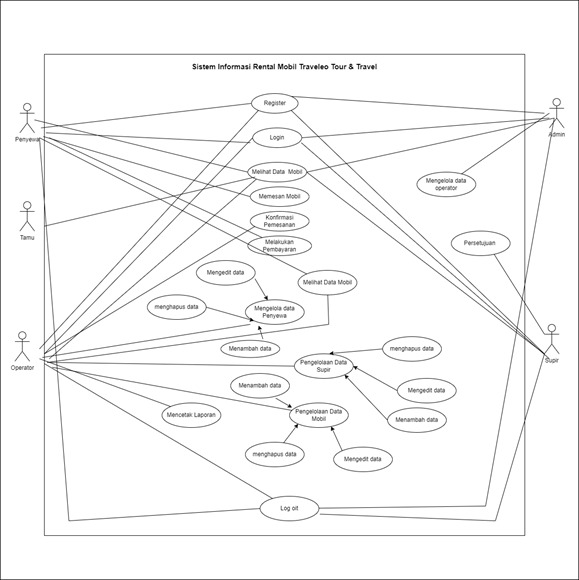 Sistem Informasi Rental Mobil Traveleo Tour & Travel
Register
Penyewa
Admin
Login
Melihat Data Mobil
Mengelola data
operator
Memesan Mobil
Konfirmasi
Pemesanan
Tamu
Melakukan
Pembayaran
Persetujuan
Mengedit data
Melihat Data Mobil
menghapus data
Mengelola data
Penyewa
Menambah data
menghapus data
Operator
Supir
Pengelolaan Data
Supir
Menambah data
Mengedit data
Mencetak Laporan
Pengelolaan Data
Mobil
Menambah data
menghapus data
Mengedit data
Log oit